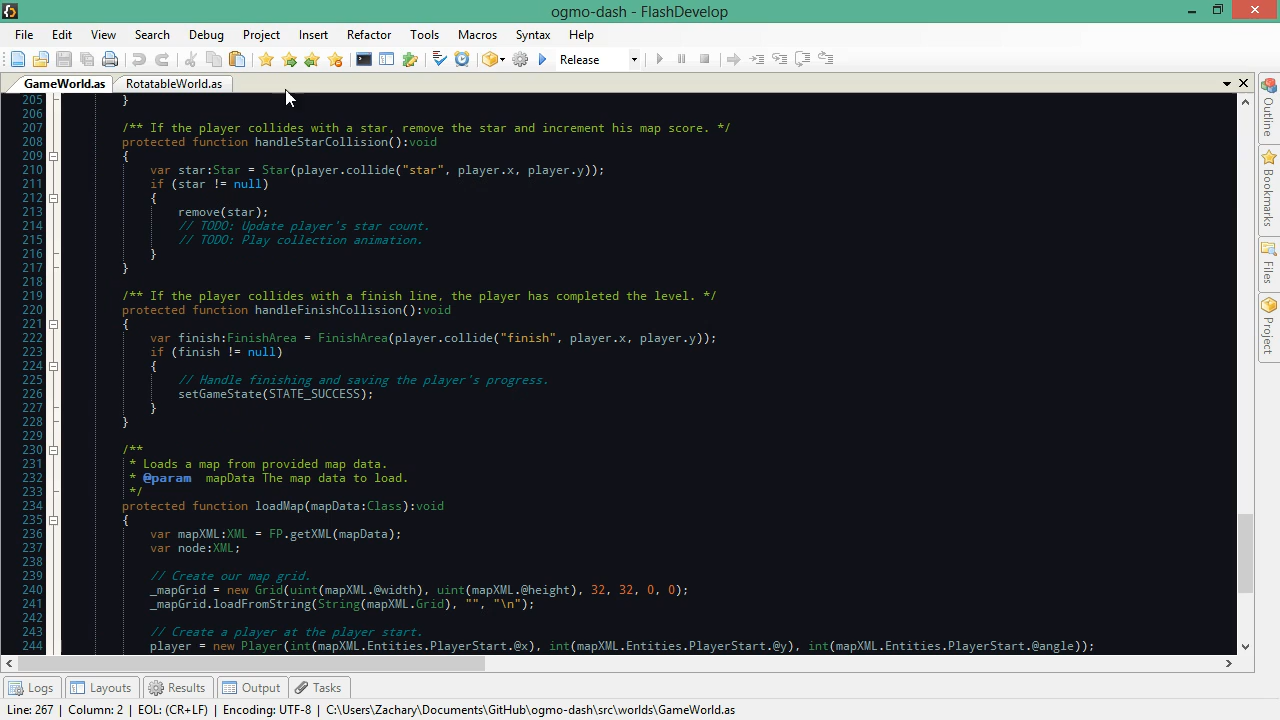 ogmo-dash - FlashDevelop
File Edit View Search Debug Project Insert Refactor Tools Macros Syntax Help
Release
GameWorld.as RotatableWorld.as
205 }
206
207 /** If the player collides with a star, remove the star and increment his map score. */
208 protected function handleStarCollision():void
209 {
210 var star:Star = Star(player.collide("star", player.x, player.y));
211 if (star != null)
212 {
213 remove(star);
214 // TODO: Update player's star count.
215 // TODO: Play collection animation.
216 }
217 }
218
219 /** If the player collides with a finish line, the player has completed the level. */
220 protected function handleFinishCollision():void
221 {
222 var finish:FinishArea = FinishArea(player.collide("finish", player.x, player.y));
223 if (finish != null)
224 {
225 // Handle finishing and saving the player's progress.
226 setGameState(STATE_SUCCESS);
227 }
228 }
229
230 /**
231 * Loads a map from provided map data.
232 * @param mapData The map data to load.
233 */
234 protected function loadMap(mapData:Class):void
235 {
236 var mapXML:XML = FP.getXML(mapData);
237 var node:XML;
238
239 // Create our map grid.
240 _mapGrid = new Grid(uint(mapXML.@width), uint(mapXML.@height), 32, 32, 0, 0);
241 _mapGrid.loadFromString(String(mapXML.Grid), "", "\n");
242
243 // Create a player at the player start.
244 player = new Player(int(mapXML.Entities.PlayerStart.@x), int(mapXML.Entities.PlayerStart.@y), int(mapXML.Entities.PlayerStart.@angle));
Outline
Bookmarks
Files
Project
Logs Layouts Results Output Tasks
Line: 267 | Column: 2 | EOL: (CR+LF) | Encoding: UTF-8 | C:\Users\Zachary\Documents\GitHub\ogmo-dash\src\worlds\GameWorld.as